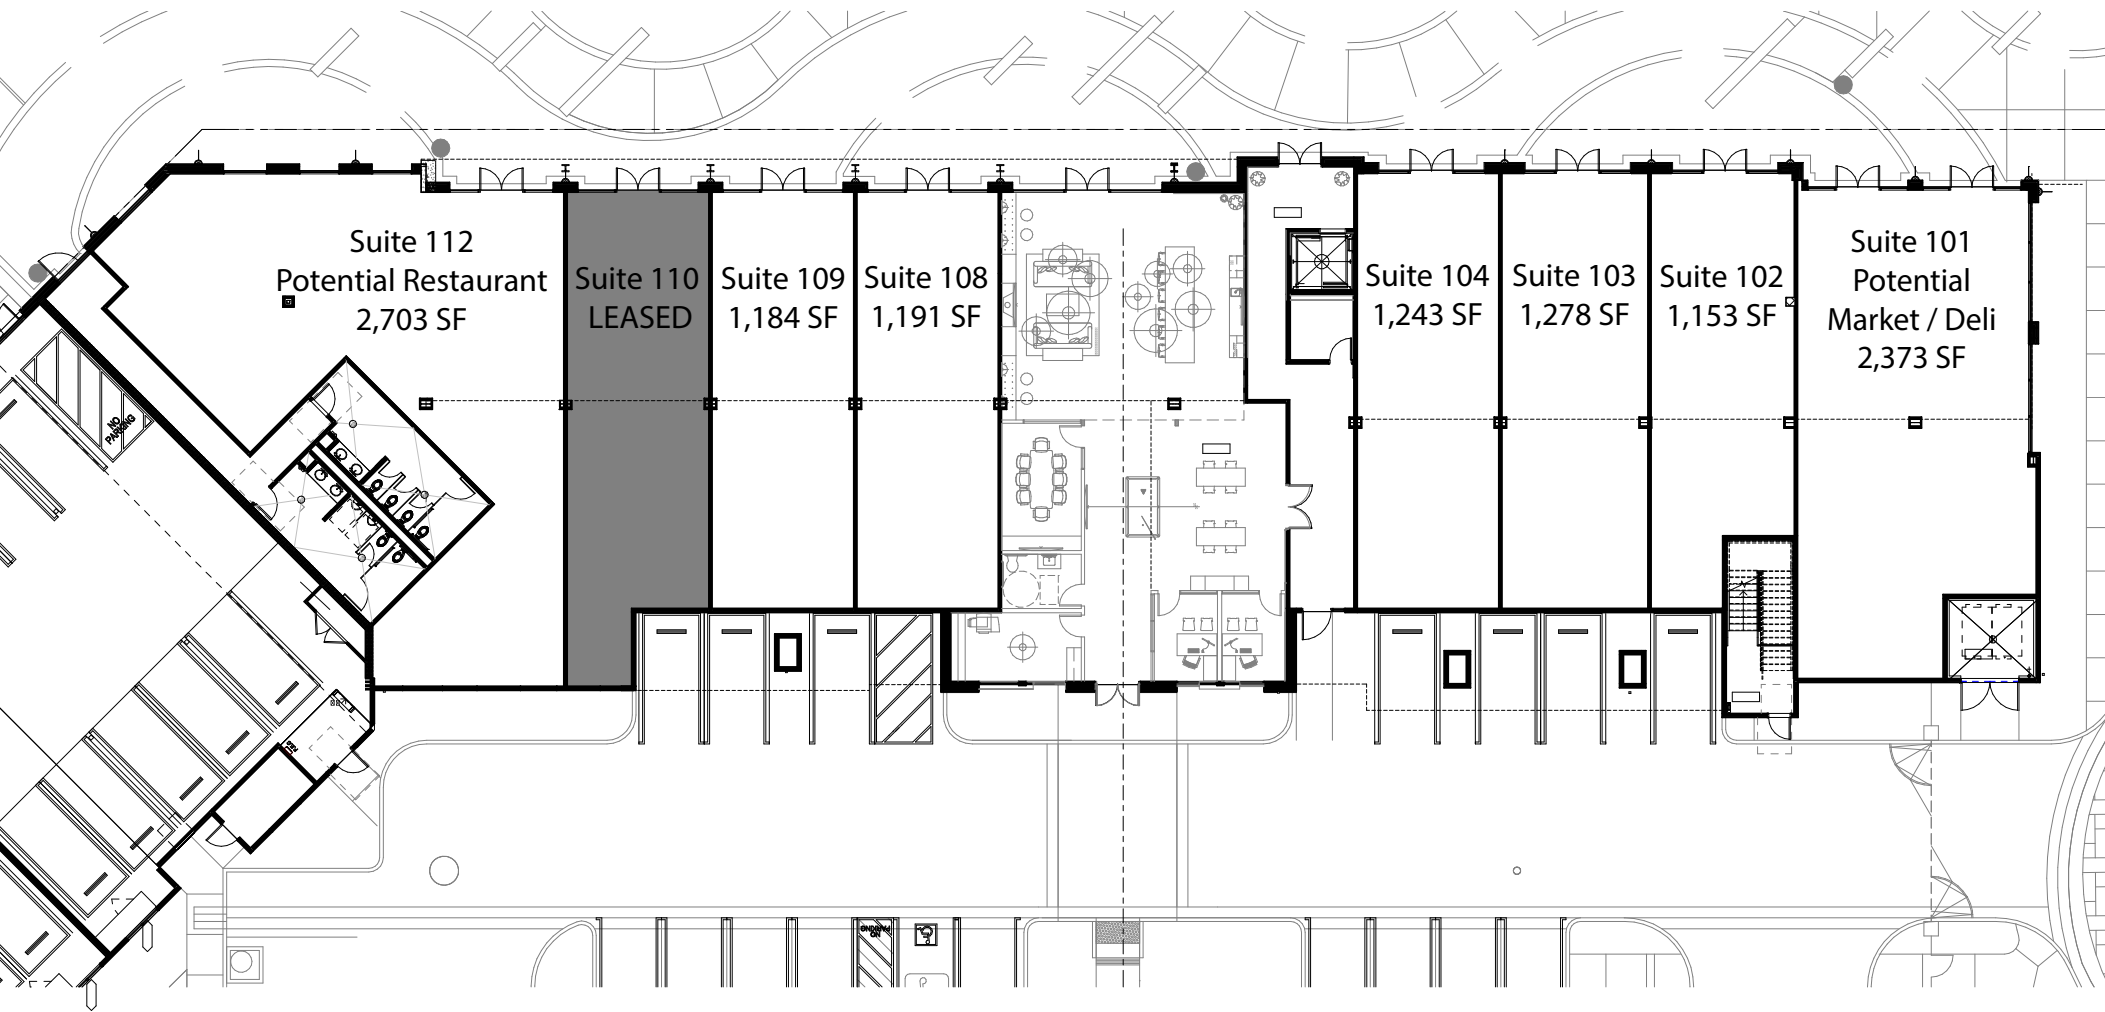 Suite 112
Potential Restaurant
2,703 SF
Suite 110
LEASED
Suite 109
1,184 SF
Suite 108
1,191 SF
Suite 104
1,243 SF
Suite 103
1,278 SF
Suite 102
1,153 SF
Suite 101
Potential
Market / Deli
2,373 SF
NO
PARKING
NO
PARKING